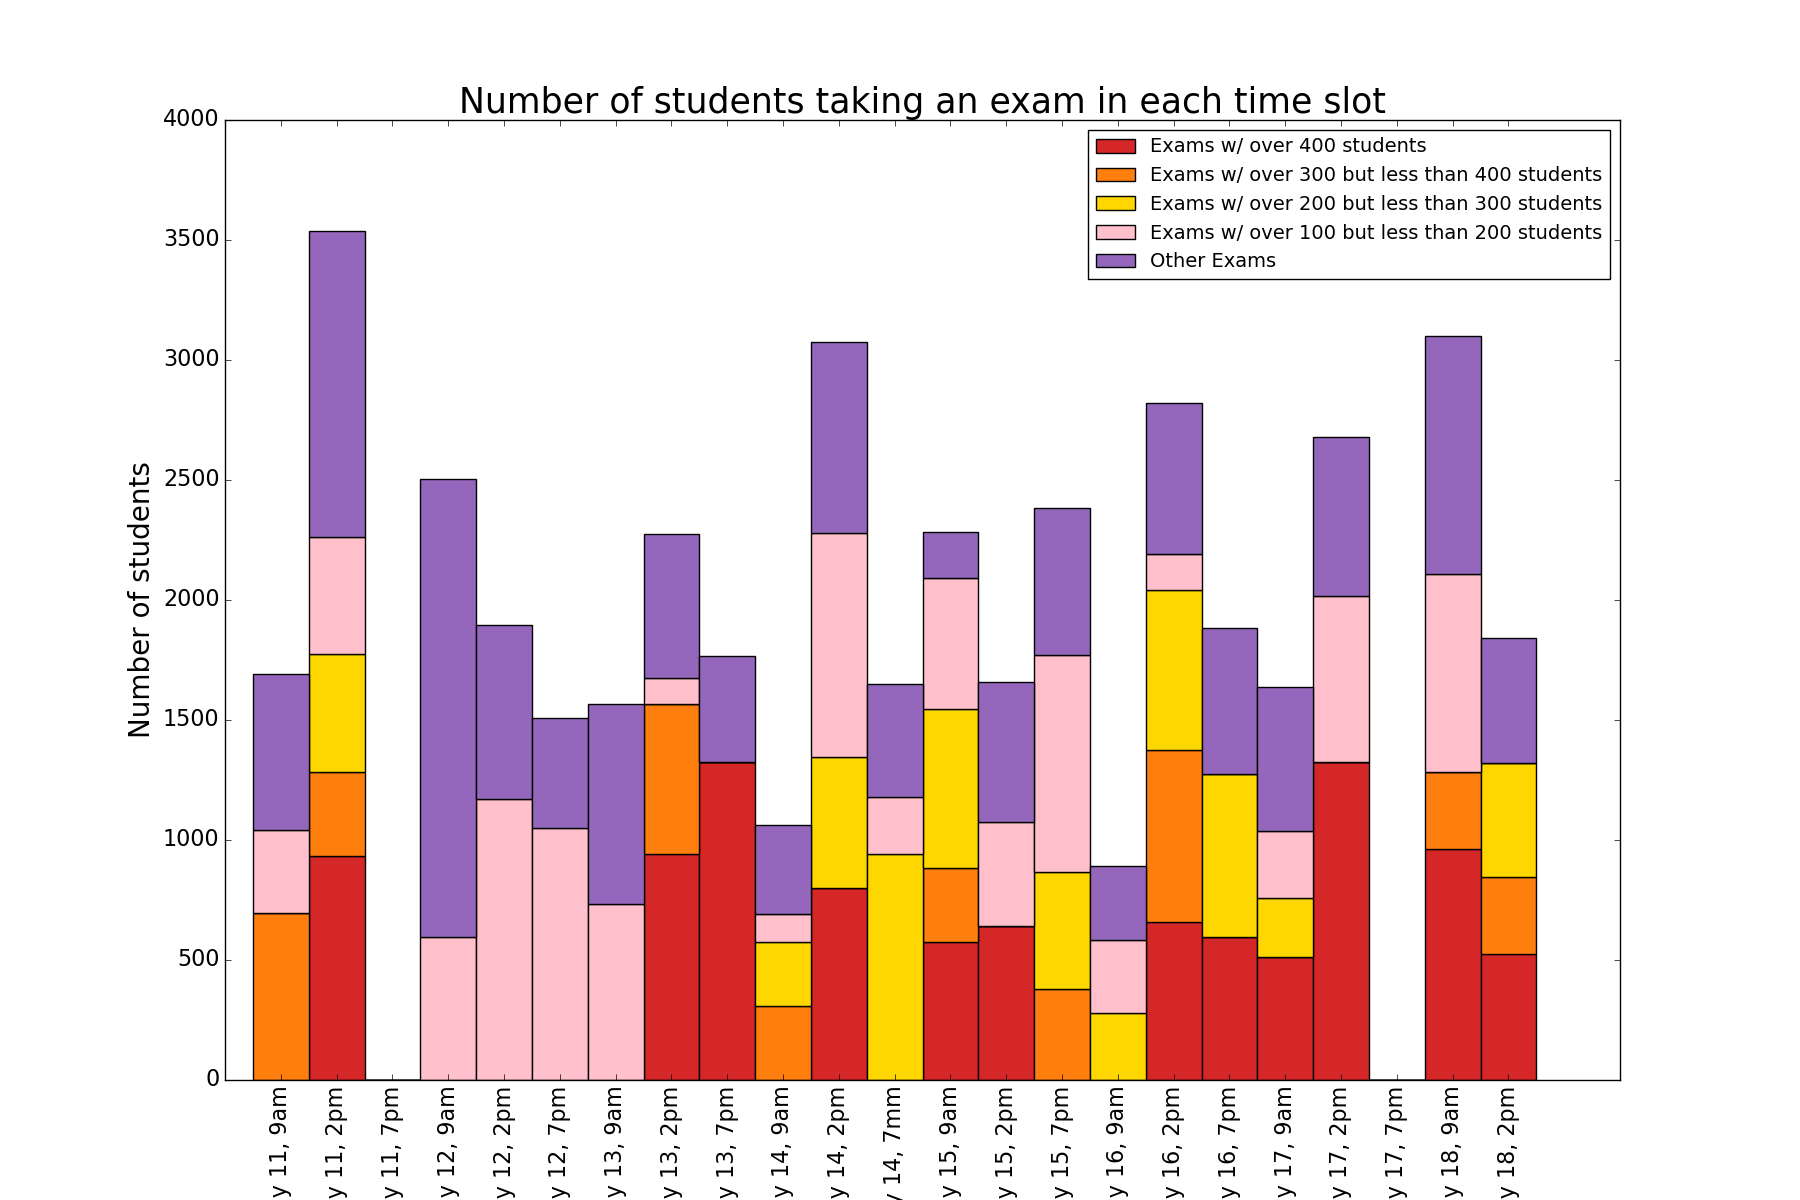 Number of students taking an exam in each time slot
4000
3500
3000
2500
2000
1500
1000
500
0
Number of students
Exams w/ over 400 students
Exams w/ over 300 but less than 400 students
Exams w/ over 200 but less than 300 students
Exams w/ over 100 but less than 200 students
Other Exams
y 11, 9am
y 11, 2pm
y 11, 7pm
y 12, 9am
y 12, 2pm
y 12, 7pm
y 13, 9am
y 13, 2pm
y 13, 7pm
y 14, 9am
y 14, 2pm
y 14, 7mm
y 15, 9am
y 15, 2pm
y 15, 7pm
y 16, 9am
y 16, 2pm
y 16, 7pm
y 17, 9am
y 17, 2pm
y 17, 7pm
y 18, 9am
y 18, 2pm